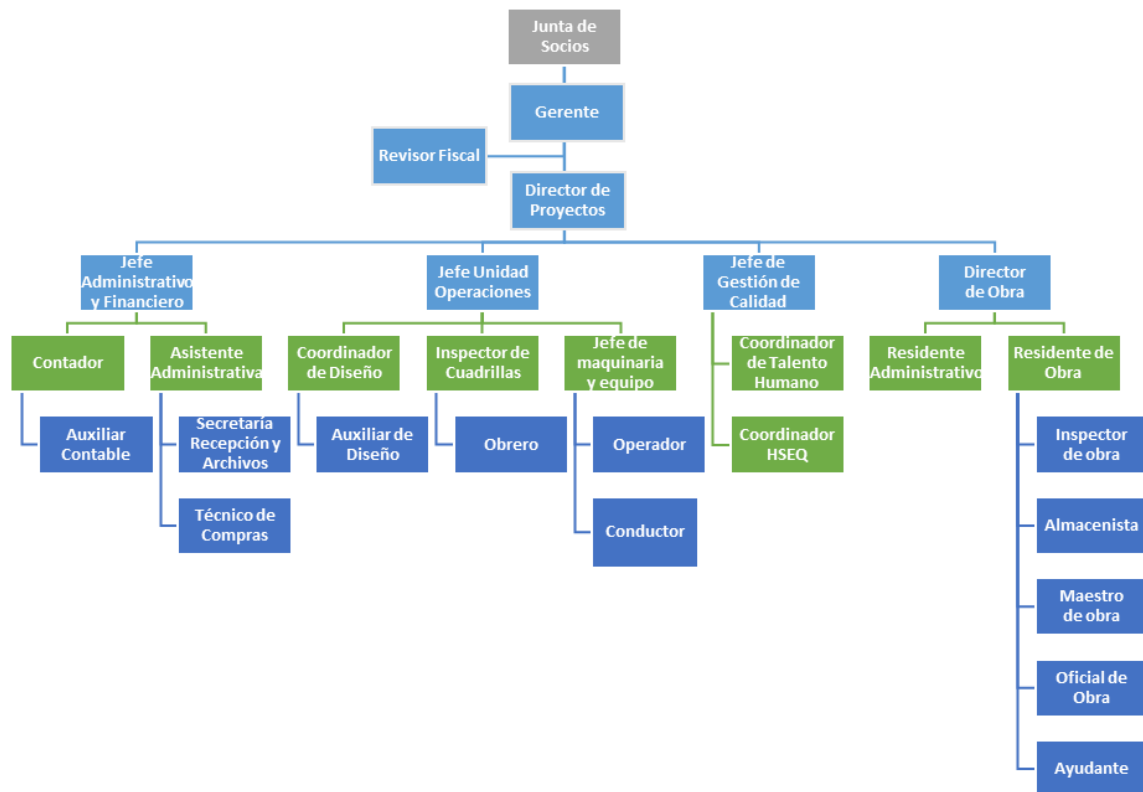 Junta de
Socios
Gerente
Revisor Fiscal
Director de
Proyectos
Jefe
Administrativo
y Financiero
Jefe Unidad
Operaciones
Jefe de
Gestión de
Calidad
Director
de Obra
Contador
Asistente
Administrativa
Coordinador
de Diseño
Inspector de
Cuadrillas
Jefe de
maquinaria
y equipo
Coordinador
de Talento
Humano
Residente
Administrativo
Residente de
Obra
Auxiliar
Contable
Secretaría
Recepción y
Archivos
Auxiliar de
Diseño
Obrero
Operador
Coordinador
HSEQ
Inspector
de obra
Técnico de
Compras
Conductor
Almacenista
Maestro
de obra
Oficial de
Obra
Ayudante